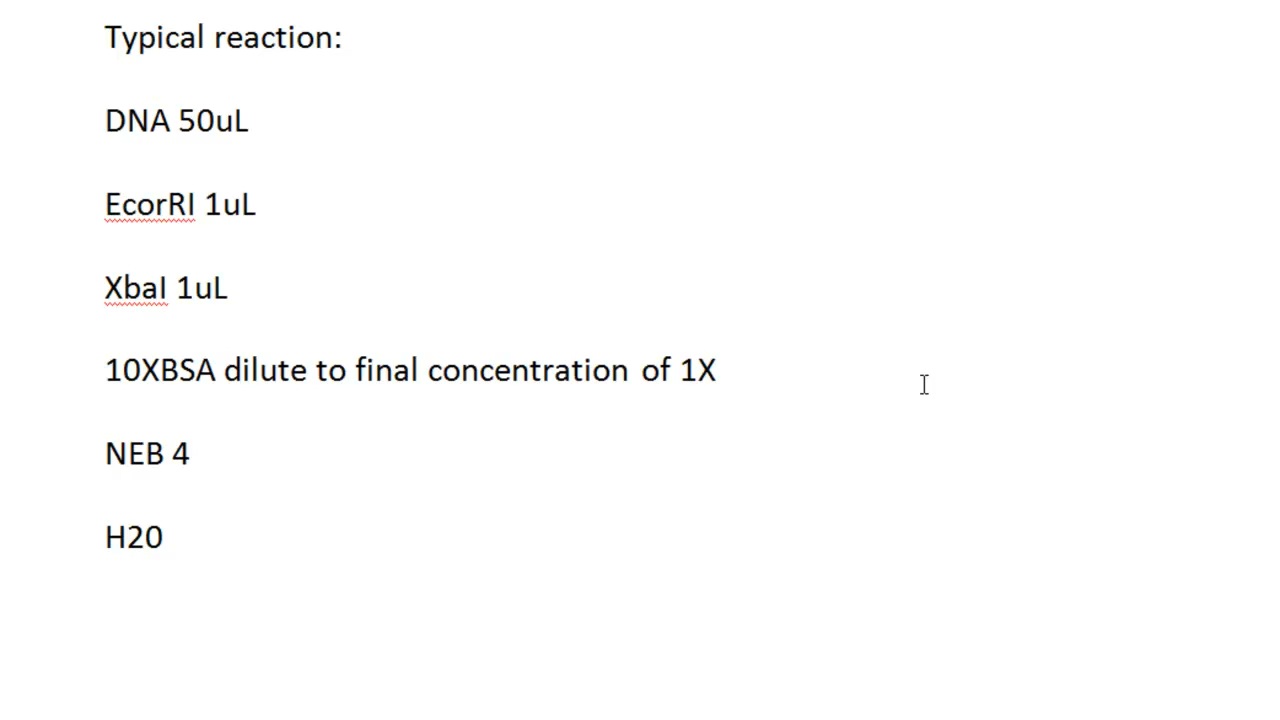 Typical reaction:
DNA 50uL
EcorRI 1uL
XbaI 1uL
10XBSA dilute to final concentration of 1X
NEB 4
H20